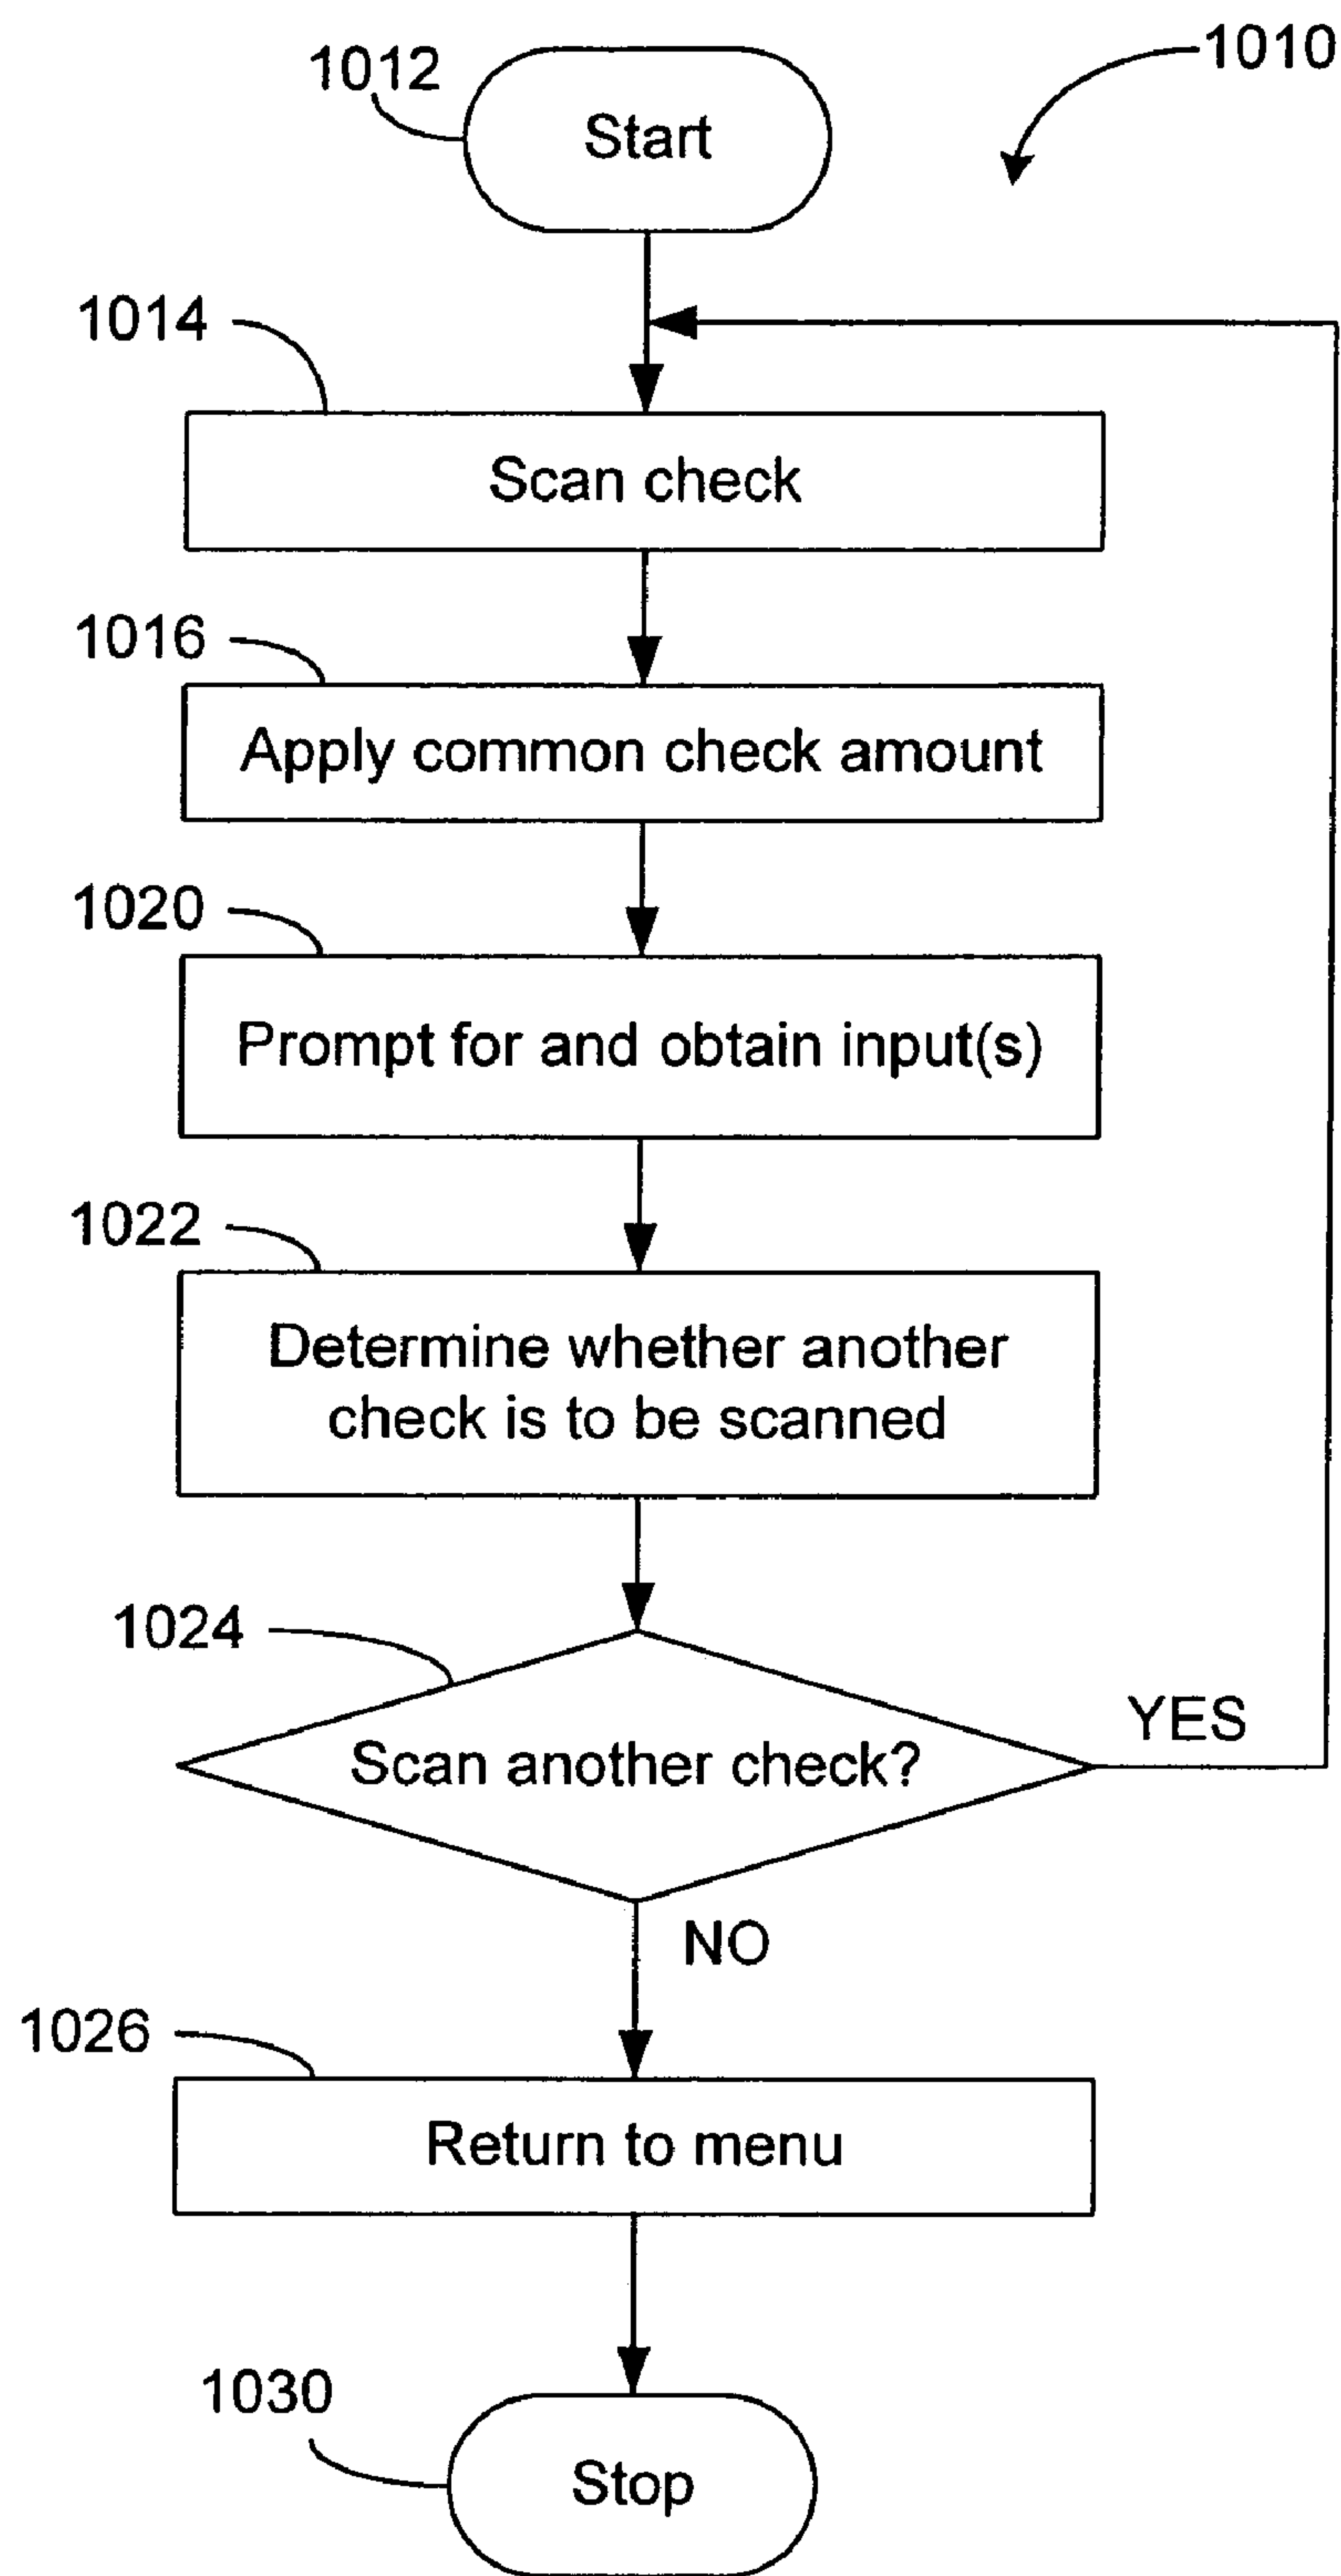 1010
1012
Start
1014
Scan check
1016
Apply common check amount
1020
Prompt for and obtain input(s)
1022
Determine whether another
check is to be scanned
1024
Scan another check?
YES
NO
1026
Return to menu
1030
Stop